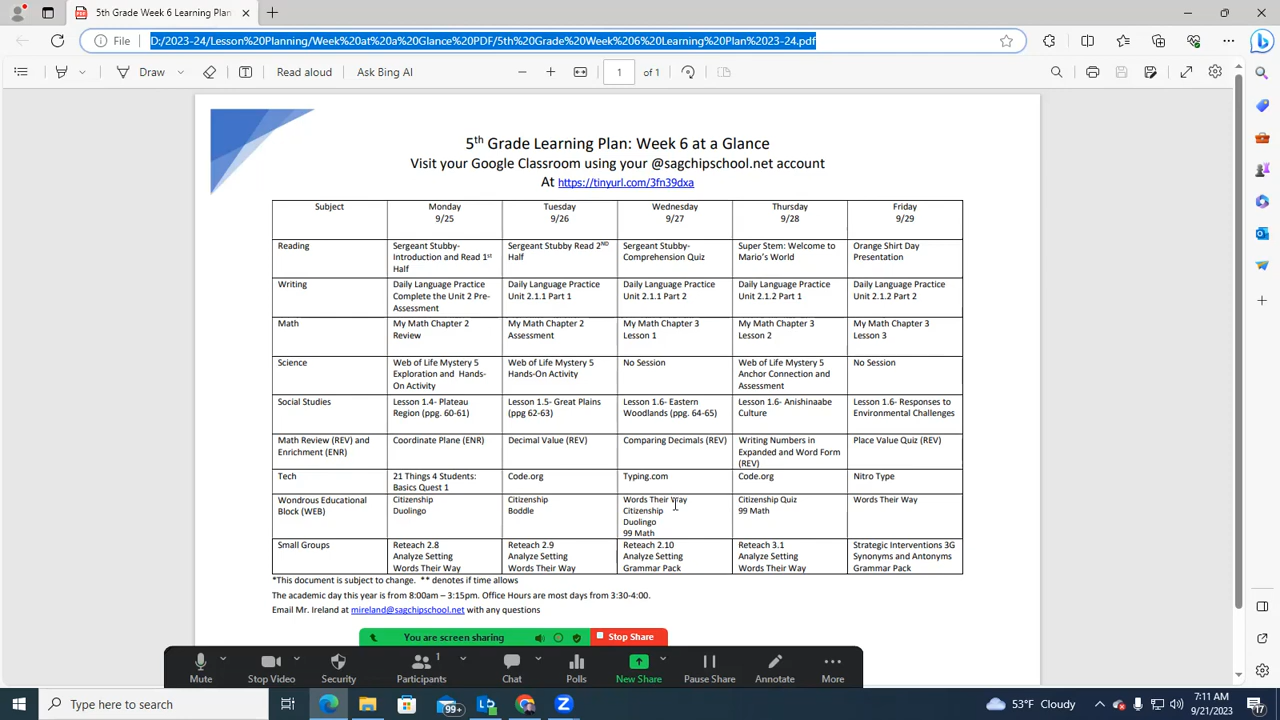 5th Grade Week 6 Learning Plan
File
D:/2023-24/Lesson%20Planning/Week%20at%20a%20Glance%20PDF/5th%20Grade%20Week%206%20Learning%20Plan%2023-24.pdf
Draw
Read aloud
Ask Bing AI
1
of 1
5th Grade Learning Plan: Week 6 at a Glance
Visit your Google Classroom using your @sagchipschool.net account
At https://tinyurl.com/3fn39dxa
Subject
Monday
9/25
Tuesday
9/26
Wednesday
9/27
Thursday
9/28
Friday
9/29
Reading
Sergeant Stubby-
Introduction and Read 1st
Half
Sergeant Stubby Read 2ND
Half
Sergeant Stubby-
Comprehension Quiz
Super Stem: Welcome to
Mario's World
Orange Shirt Day
Presentation
Writing
Daily Language Practice
Complete the Unit 2 Pre-
Assessment
Daily Language Practice
Unit 2.1.1 Part 1
Daily Language Practice
Unit 2.1.1 Part 2
Daily Language Practice
Unit 2.1.2 Part 1
Daily Language Practice
Unit 2.1.2 Part 2
Math
My Math Chapter 2
Review
My Math Chapter 2
Assessment
My Math Chapter 3
Lesson 1
My Math Chapter 3
Lesson 2
My Math Chapter 3
Lesson 3
Science
Web of Life Mystery 5
Exploration and Hands-
On Activity
Web of Life Mystery 5
Hands-On Activity
No Session
Web of Life Mystery 5
Anchor Connection and
Assessment
No Session
Social Studies
Lesson 1.4- Plateau
Region (ppg. 60-61)
Lesson 1.5- Great Plains
(ppg 62-63)
Lesson 1.6- Eastern
Woodlands (ppg. 64-65)
Lesson 1.6- Anishinaabe
Culture
Lesson 1.6- Responses to
Environmental Challenges
Math Review (REV) and
Enrichment (ENR)
Coordinate Plane (ENR)
Decimal Value (REV)
Comparing Decimals (REV)
Writing Numbers in
Expanded and Word Form
(REV)
Place Value Quiz (REV)
Tech
21 Things 4 Students:
Basics Quest 1
Code.org
Typing.com
Code.org
Nitro Type
Wondrous Educational
Block (WEB)
Citizenship
Duolingo
Citizenship
Boddle
Words Their Way
Citizenship
Duolingo
99 Math
Citizenship Quiz
99 Math
Words Their Way
Small Groups
Reteach 2.8
Analyze Setting
Words Their Way
Reteach 2.9
Analyze Setting
Words Their Way
Reteach 2.10
Analyze Setting
Grammar Pack
Reteach 3.1
Analyze Setting
Words Their Way
Strategic Interventions 3G
Synonyms and Antonyms
Grammar Pack
*This document is subject to change. ** denotes if time allows
The academic day this year is from 8:00am – 3:15pm. Office Hours are most days from 3:30-4:00.
Email Mr. Ireland at mireland@sagchipschool.net with any questions
You are screen sharing
Stop Share
1
Mute
Stop Video
Security
Participants
Chat
Polls
New Share
Pause Share
Annotate
More
Type here to search
99+
53°F Cloudy
7:11 AM
9/21/2023
17